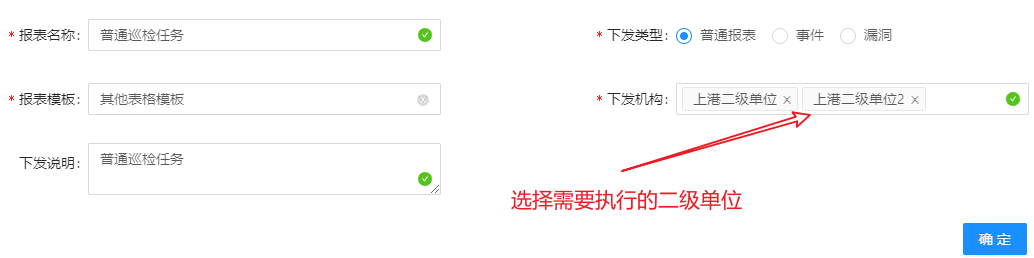 * 报表名称: 普通巡检任务
* 下发类型: 普通报表 事件 漏洞
* 报表模板: 其他表格模板
* 下发机构: 上港二级单位 × 上港二级单位2 ×
下发说明: 普通巡检任务
选择需要执行的二级单位
确 定